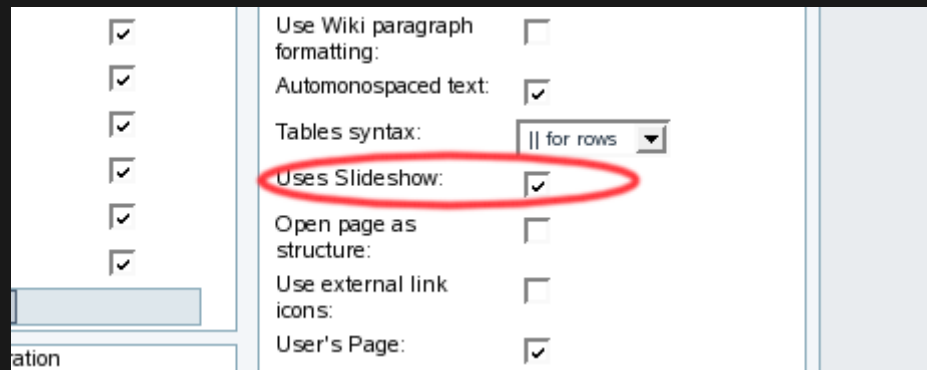 Use Wiki paragraph
formatting:
Automonospaced text:
Tables syntax:
|| for rows
Uses Slideshow:
Open page as
structure:
Use external link
icons:
User's Page:
ration